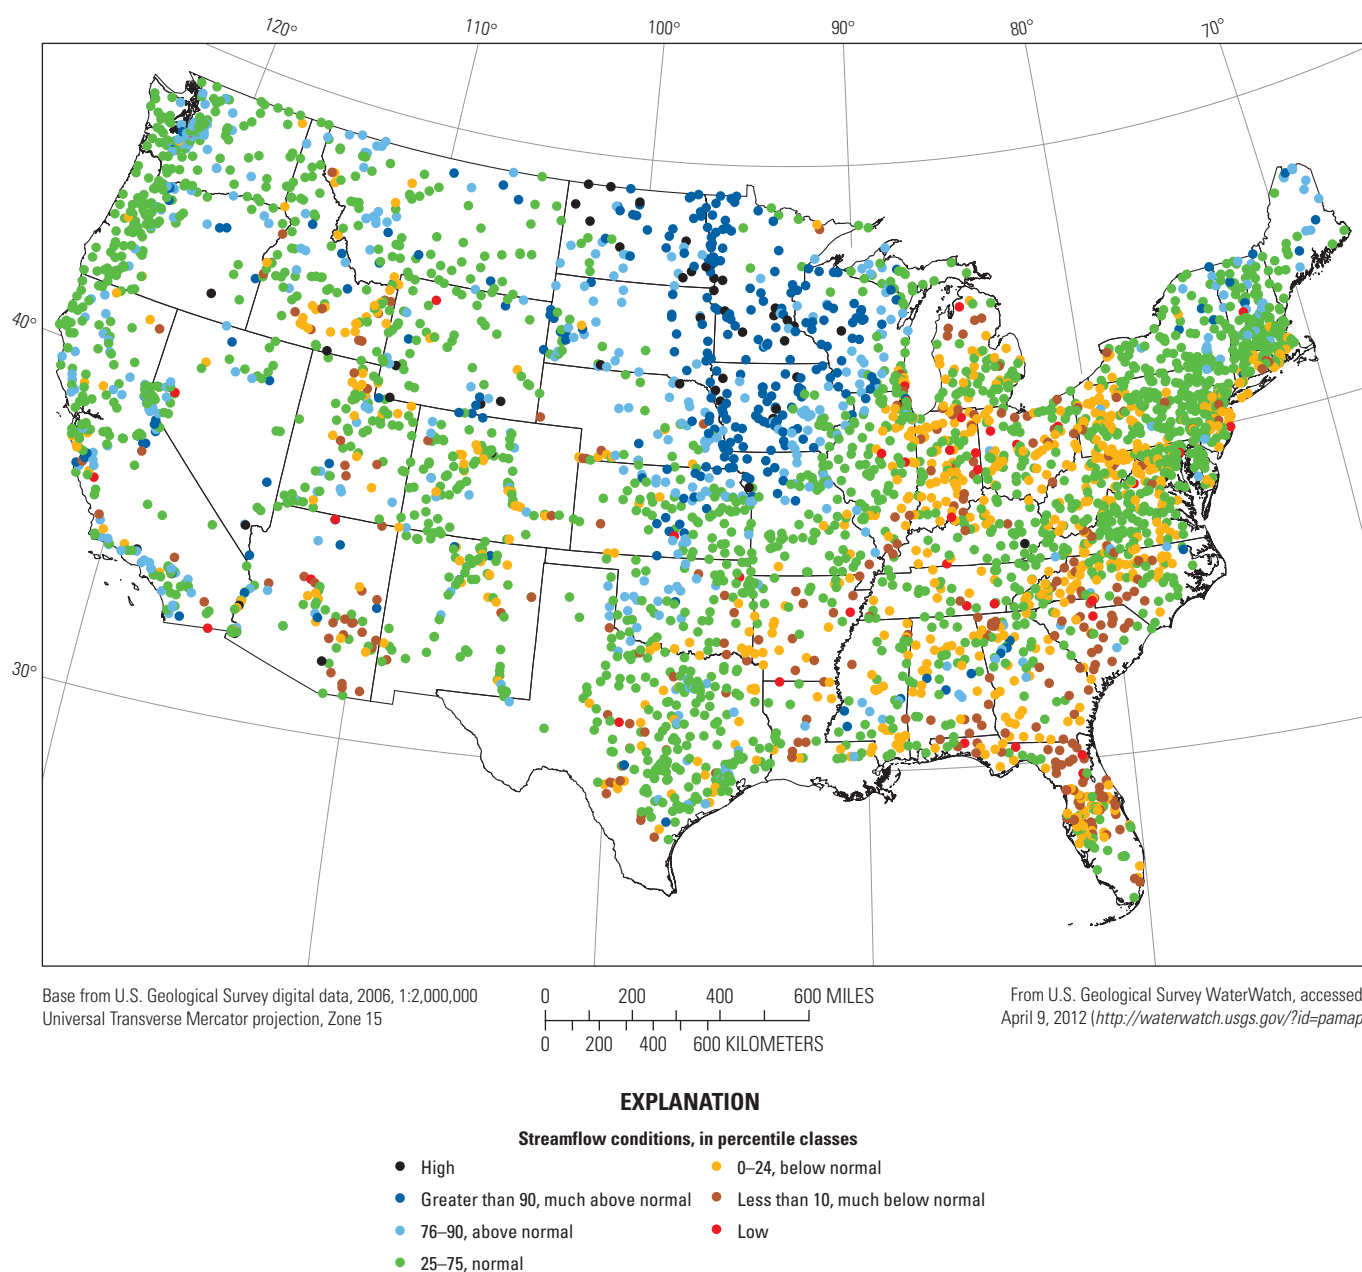 120°
110°
100°
90°
80°
70°
40°
30°
Base from U.S. Geological Survey digital data, 2006, 1:2,000,000
Universal Transverse Mercator projection, Zone 15
0 200 400 600 MILES
0 200 400 600 KILOMETERS
From U.S. Geological Survey WaterWatch, accessed
April 9, 2012 (http://waterwatch.usgs.gov/?id=pamap
EXPLANATION
Streamflow conditions, in percentile classes
High
Greater than 90, much above normal
76–90, above normal
25–75, normal
0–24, below normal
Less than 10, much below normal
Low